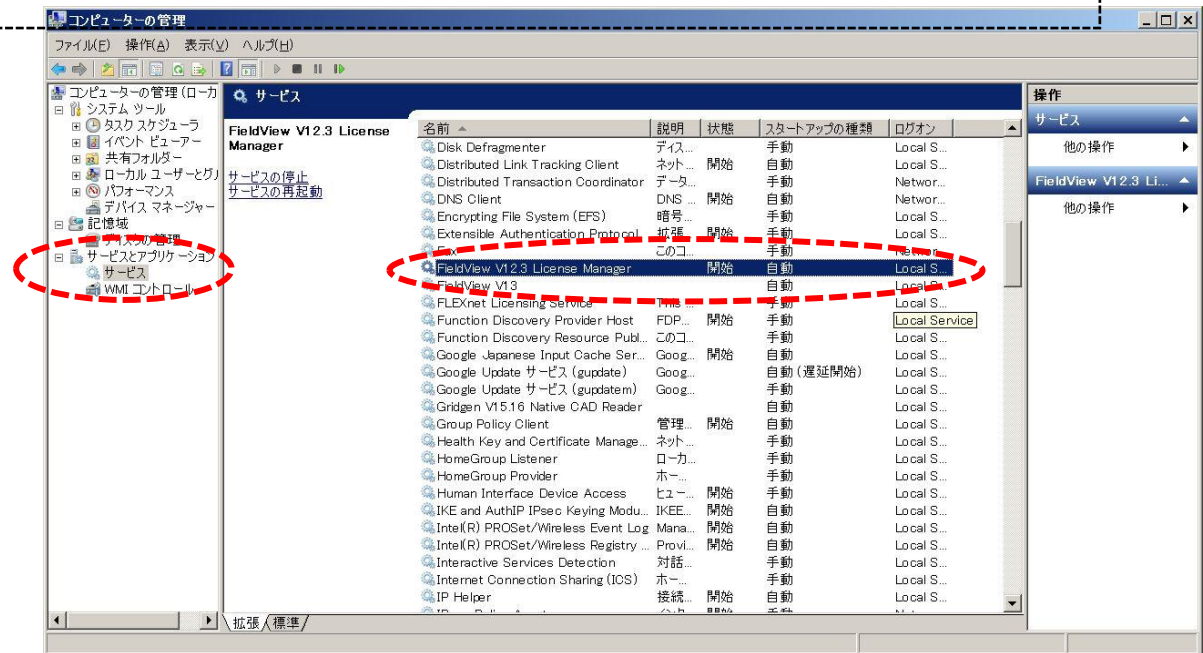 コンピューターの管理
ファイル(F) 操作(A) 表示(V) ヘルプ(H)
コンピューターの管理 (ローカ
システム ツール
タスク スケジューラ
イベント ビューアー
共有フォルダー
ローカル ユーザーとグル
パフォーマンス
デバイス マネージャー
記憶域
ディスクの管理
サービスとアプリケーション
サービス
WMI コントロール
サービス
FieldView V12.3 License
Manager
サービスの停止
サービスの再起動
名前 説明 状態 スタートアップの種類 ログオン
Disk Defragmenter ディス... 手動 Local S...
Distributed Link Tracking Client ネット... 開始 自動 Local S...
Distributed Transaction Coordinator データ... 手動 Networ...
DNS Client DNS ... 開始 自動 Networ...
Encrypting File System (EFS) 暗号... 手動 Local S...
Extensible Authentication Protocol 拡張... 開始 手動 Local S...
Fax このコ... 手動 Networ...
FieldView V12.3 License Manager 開始 自動 Local S...
FieldView V13 自動 Local S...
FLEXnet Licensing Service This ... 手動 Local S...
Function Discovery Provider Host FDP... 開始 手動 Local Service
Function Discovery Resource Publ... このコ... 手動 Local S...
Google Japanese Input Cache Ser... Goog... 開始 自動 Local S...
Google Update サービス (gupdate) Goog... 自動 (遅延開始) Local S...
Google Update サービス (gupdatem) Goog... 手動 Local S...
Gridgen V15.16 Native CAD Reader 自動 Local S...
Group Policy Client 管理... 開始 自動 Local S...
Health Key and Certificate Manage... ネット... 手動 Local S...
HomeGroup Listener ローカ... 手動 Local S...
HomeGroup Provider ホー... 手動 Local S...
Human Interface Device Access ヒュー... 開始 手動 Local S...
IKE and AuthIP IPsec Keying Modu... IKEE... 開始 自動 Local S...
Intel(R) PROSet/Wireless Event Log Mana... 開始 自動 Local S...
Intel(R) PROSet/Wireless Registry ... Provi... 開始 自動 Local S...
Interactive Services Detection 対話... 手動 Local S...
Internet Connection Sharing (ICS) ホー... 手動 Local S...
IP Helper 接続... 開始 自動 Local S...
拡張 標準
操作
サービス
他の操作
FieldView V12.3 Li...
他の操作